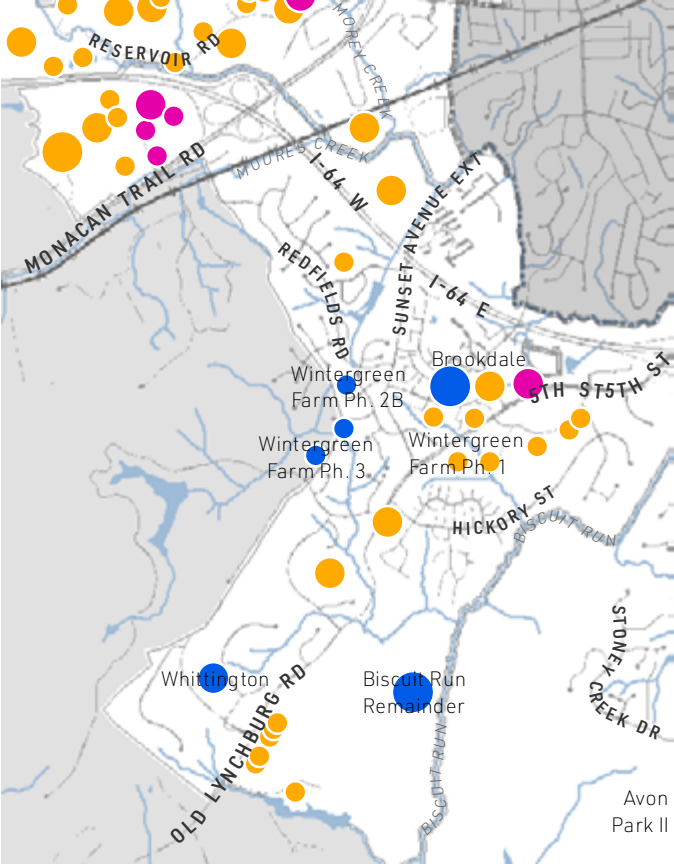 MOREY CREEK
RESERVOIR RD
MOORES CREEK
I-64 W
MONACAN TRAIL RD
SUNSET AVENUE EXT
REDFIELDS RD
I-64 E
Brookdale
Wintergreen
Farm Ph. 2B
5TH ST5TH ST
Wintergreen
Farm Ph. 3
Wintergreen
Farm Ph. 1
HICKORY ST
BISCUIT RUN
STONEY CREEK DR
Whittington
Biscuit Run
Remainder
OLD LYNCHBURG RD
BISCUIT RUN
Avon
Park II